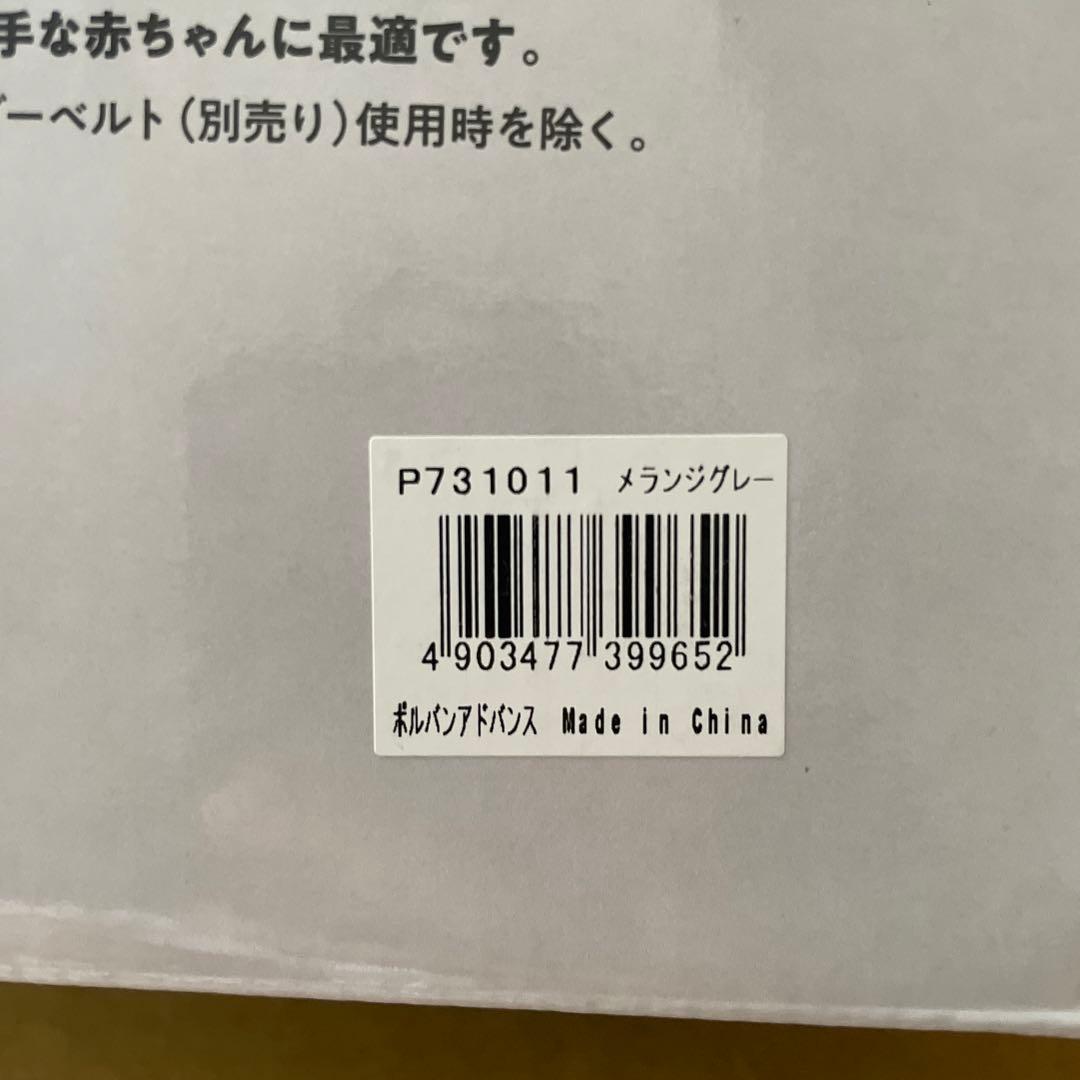 手な赤ちゃんに最適です。
ーベルト(別売り)使用時を除く。
P731011 メランジグレー
4 903477 399652
ポルバンアドバンス Made in China